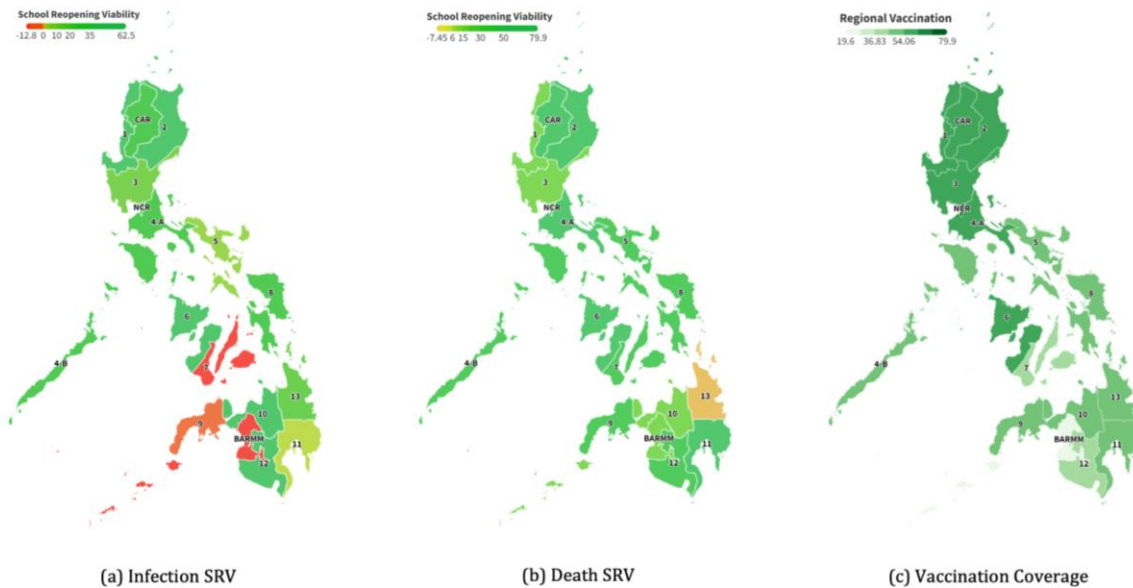 School Reopening Viability
-12.8 0 10 20 35 62.5
CAR
1
2
3
NCR
4-A
5
8
6
7
4-B
9
10
13
BARMM
11
12
(a) Infection SRV
School Reopening Viability
-7.45 6 15 30 50 79.9
CAR
1
2
3
NCR
4-A
5
8
6
7
9
10
13
BARMM
11
12
(b) Death SRV
Regional Vaccination
19.6 36.83 54.06 79.9
CAR
1
2
3
NCR
4-A
5
8
6
7
4-B
9
10
13
BARMM
11
12
(c) Vaccination Coverage